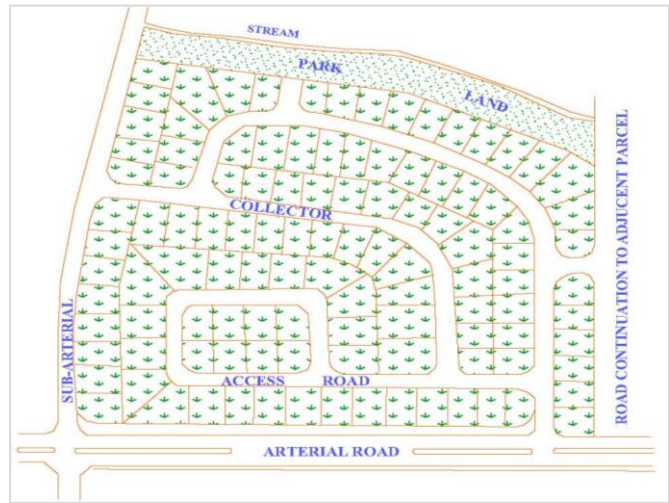 STREAM
PARK
LAND
COLLECTOR
SUB-ARTERIAL
ROAD CONTINUATION TO ADJUCENT PARCEL
ACCESS ROAD
ARTERIAL ROAD